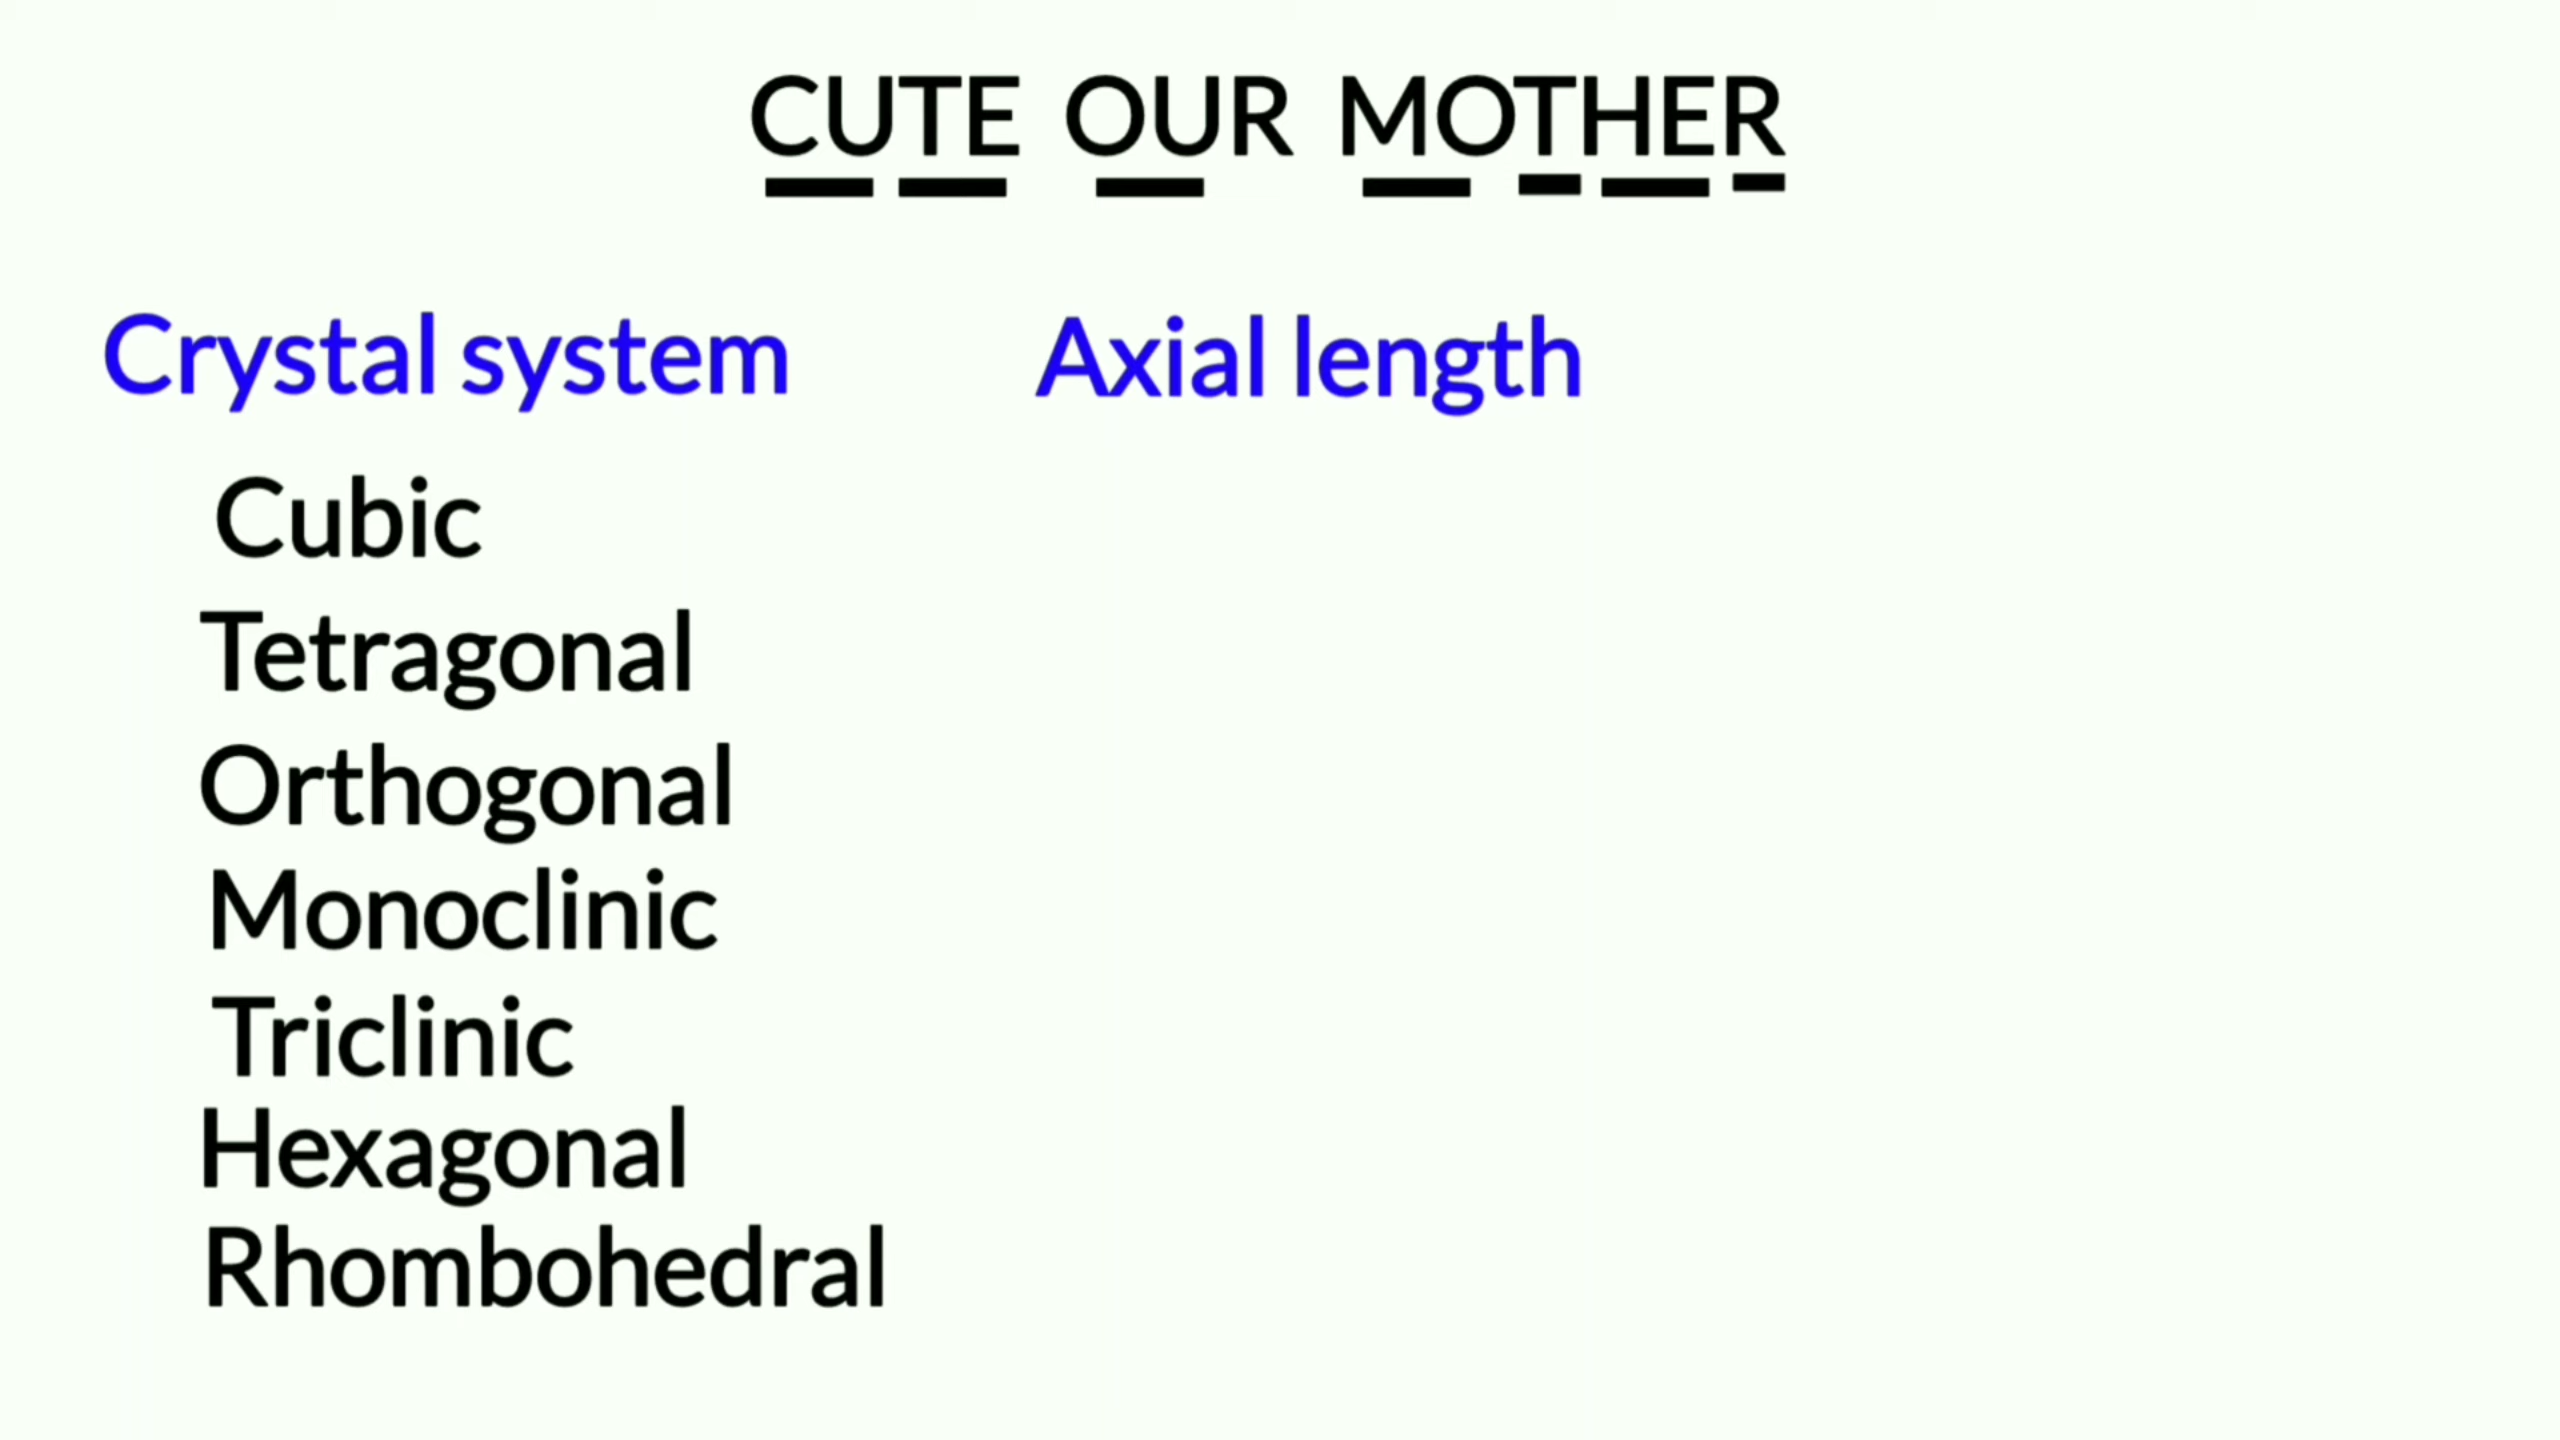 CUTE OUR MOTHER
Crystal system
Axial length
Cubic
Tetragonal
Orthogonal
Monoclinic
Triclinic
Hexagonal
Rhombohedral